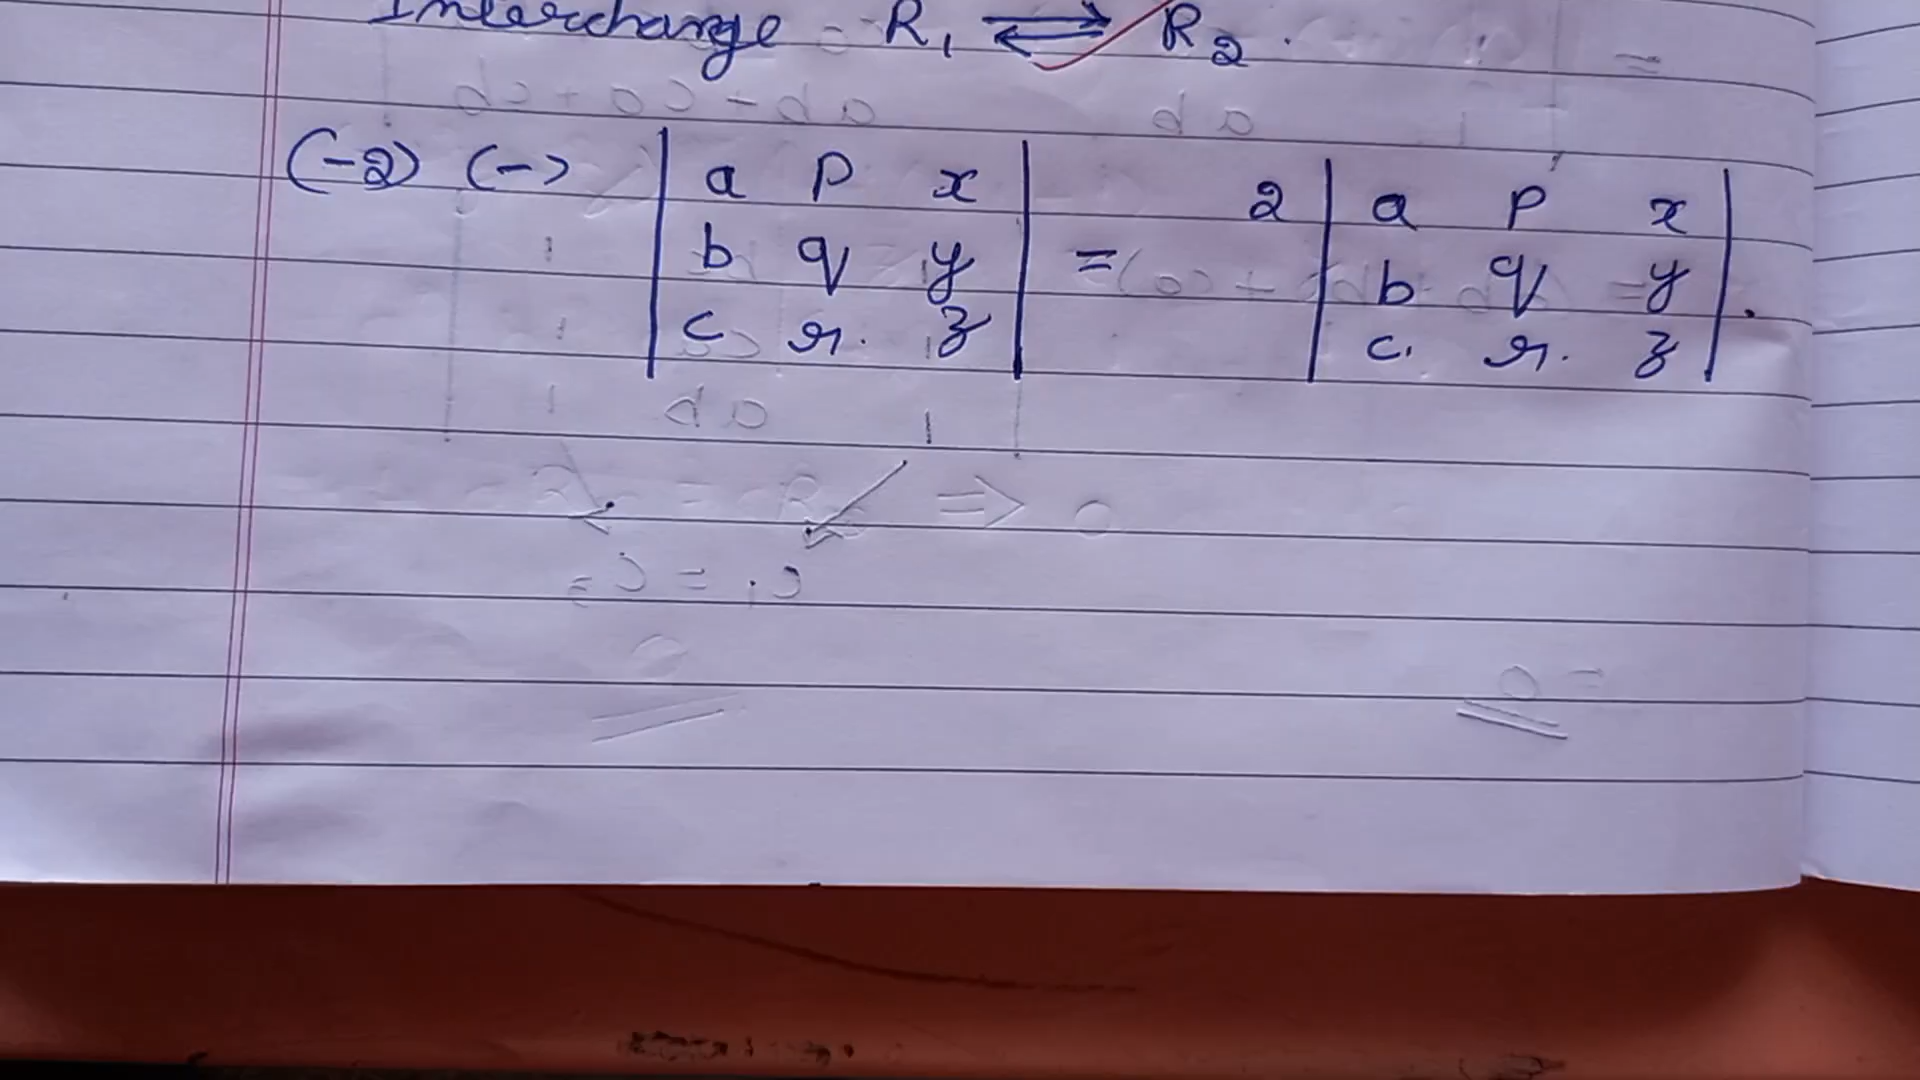 Interchange R₁ ⇌ R₂.
(-2) (-) | a p x | = 2 | a p x |
| b q y | | b q y | .
| c r. z | | c. r. z |